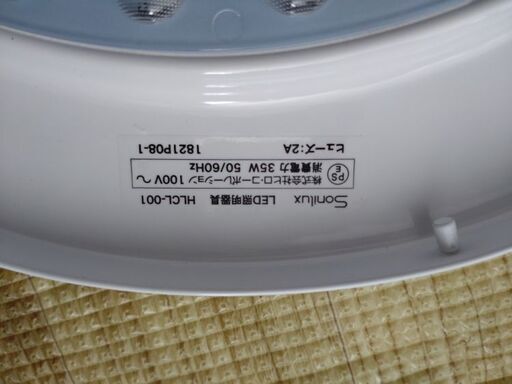 Sonilux LED照明器具 HLCL-001
株式会社ヒロ・コーポレーション 100V～
PS E 消費電力 35W 50/60Hz
ヒューズ:2A 1821P08-1